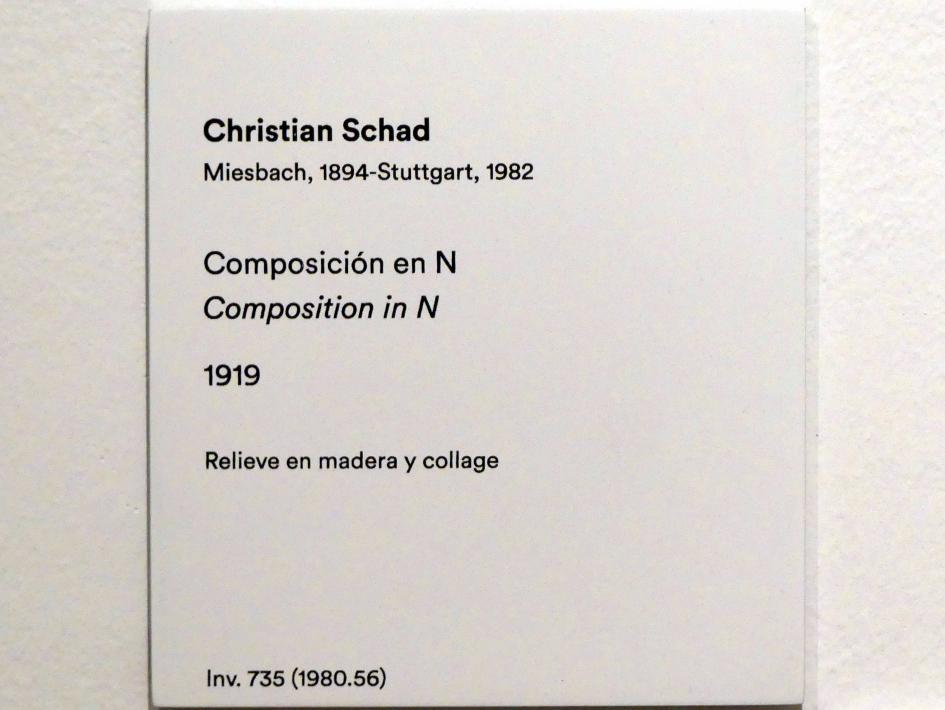 Christian Schad
Miesbach, 1894-Stuttgart, 1982
Composición en N
Composition in N
1919
Relieve en madera y collage
Inv. 735 (1980.56)